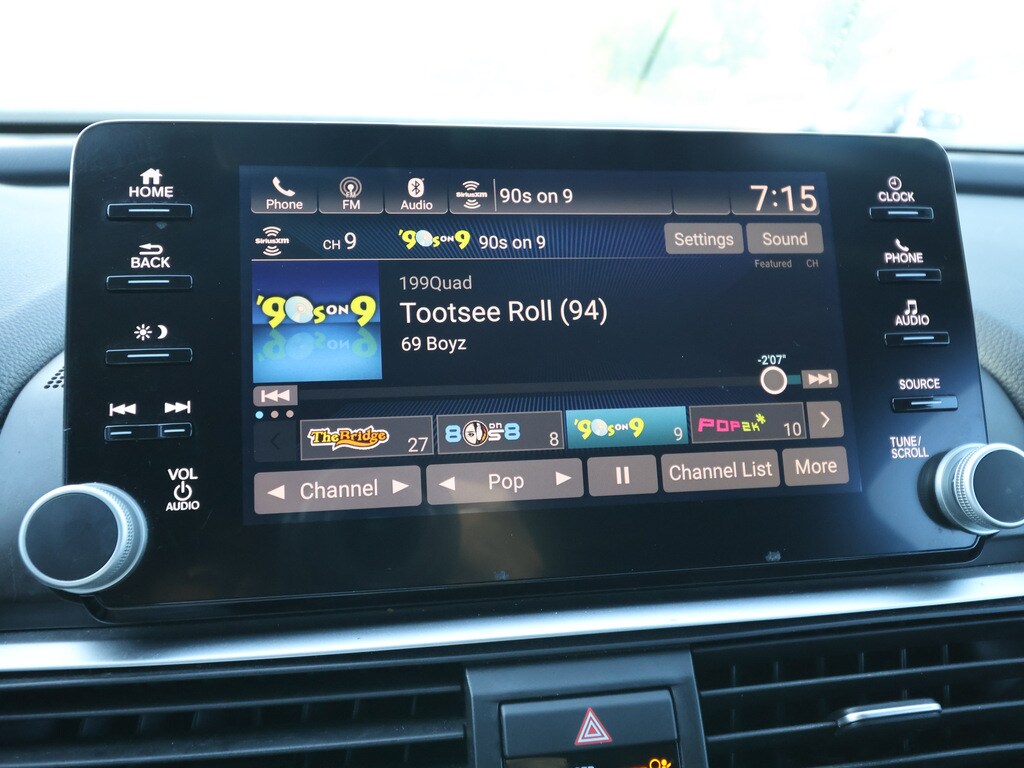 HOME
BACK
VOL
AUDIO
Phone
FM
Audio
SiriusXM
90s on 9
7:15
SiriusXM
CH 9
'90s ON 9
90s on 9
Settings
Sound
Featured CH
'90s ON 9
199Quad
Tootsee Roll (94)
69 Boyz
-2'07"
TheBridge 27
80s on 8 8
'90s ON 9 9
POP2K 10
Channel
Pop
Channel List
More
CLOCK
PHONE
AUDIO
SOURCE
TUNE/
SCROLL